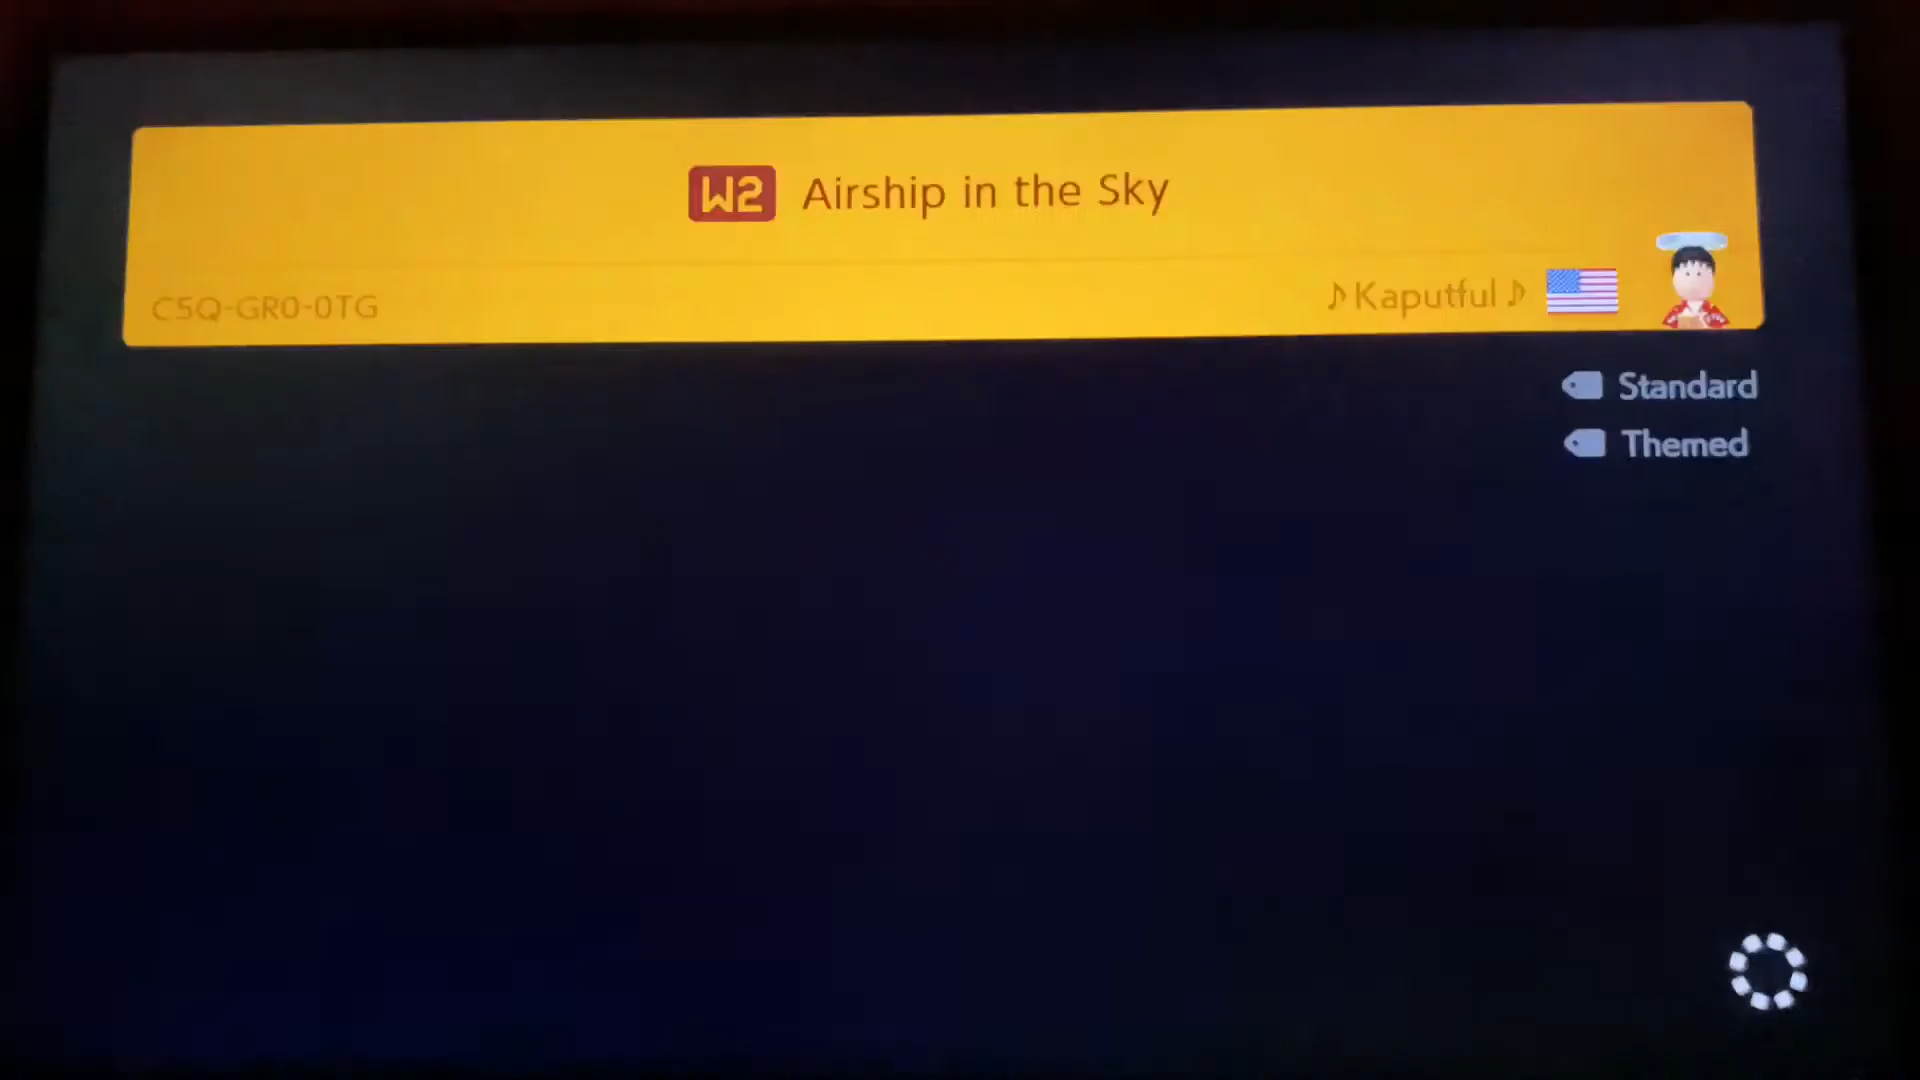 W2 Airship in the Sky
C5Q-GR0-0TG
♪Kaputful♪
Standard
Themed